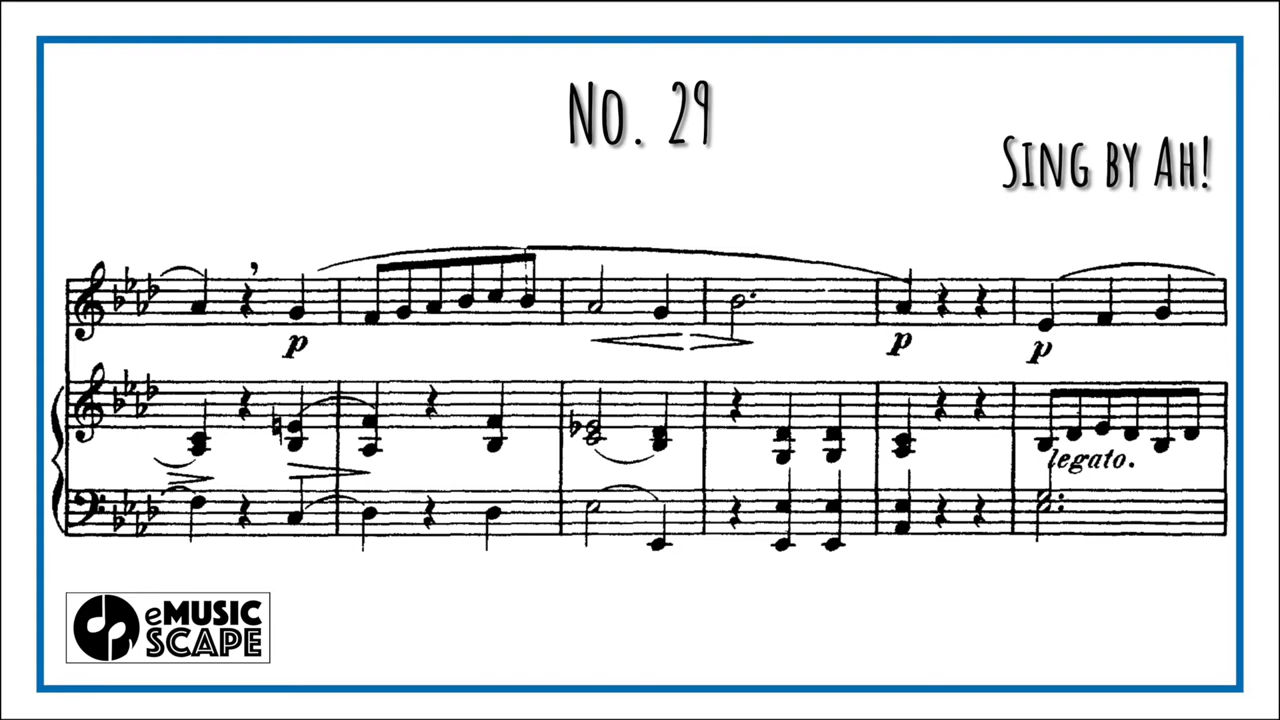 No. 29
Sing by Ah!
p
p
p
legato.
eMUSIC
SCAPE